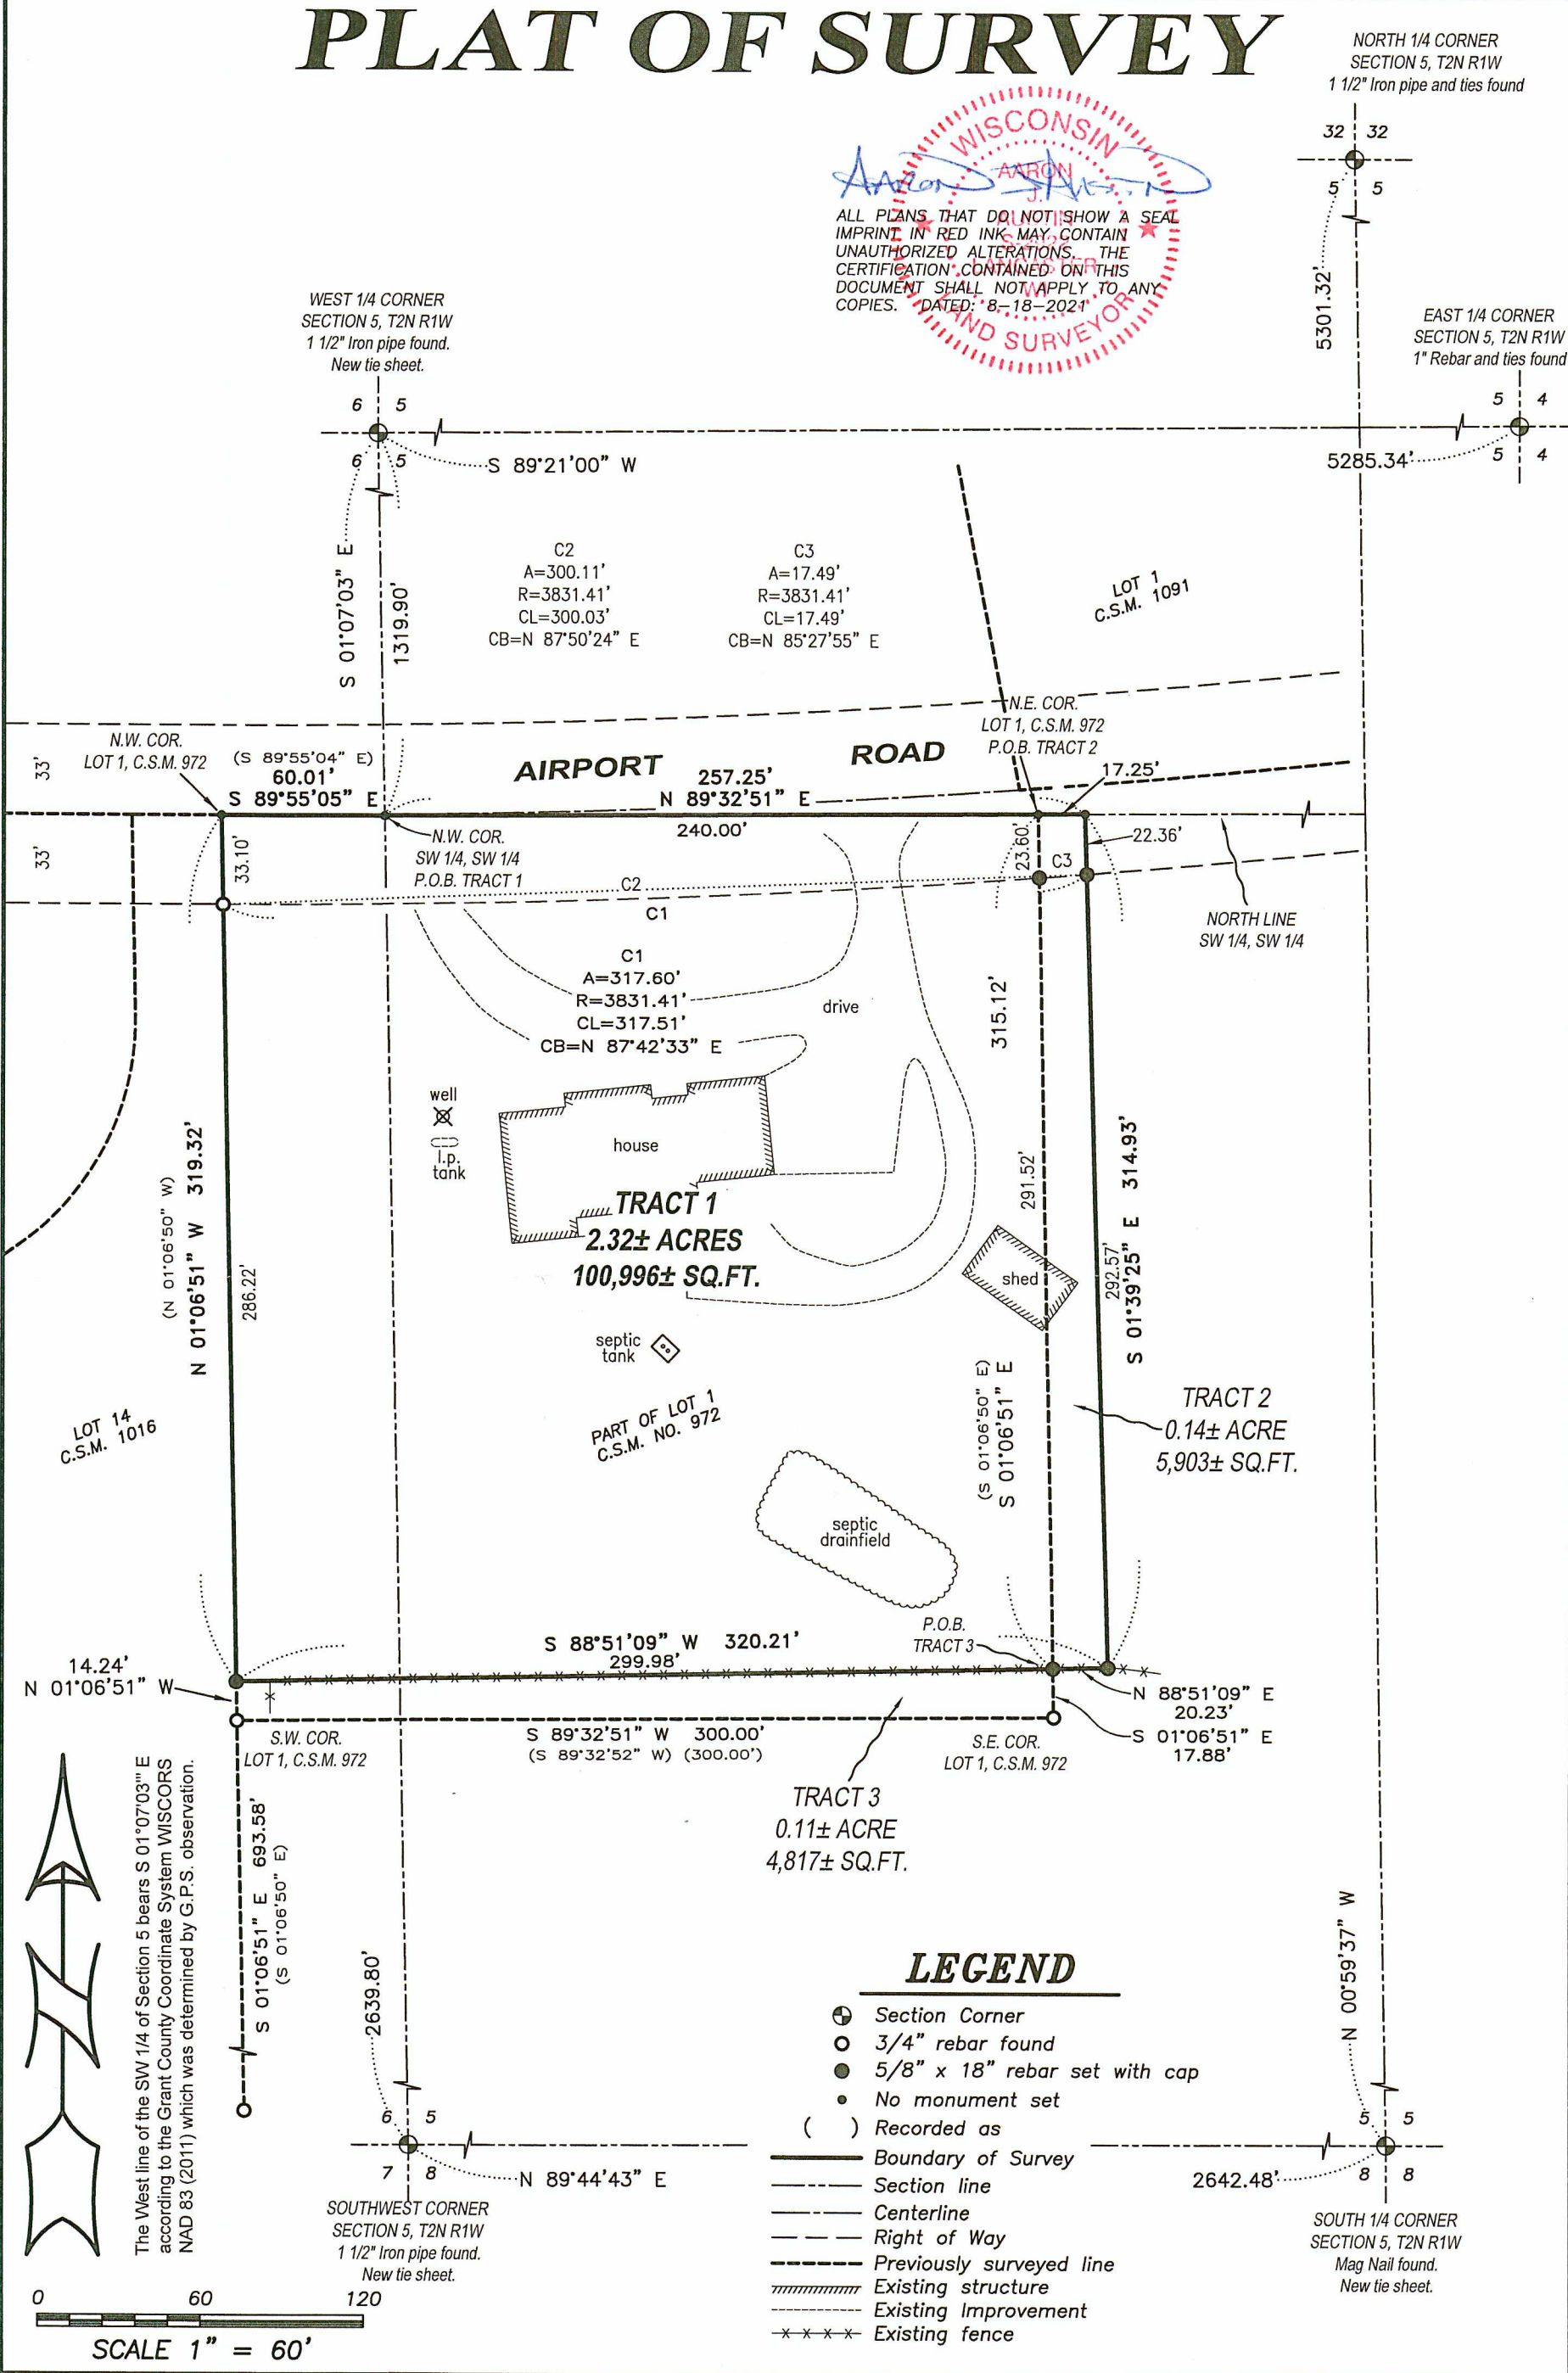 PLAT OF SURVEY
NORTH 1/4 CORNER
SECTION 5, T2N R1W
1 1/2" Iron pipe and ties found
32 32
5 5
5301.32'
WISCONSIN
AARON
J.
AUSTIN
LANCASTER
WI
LAND SURVEYOR
ALL PLANS THAT DO NOT SHOW A SEAL
IMPRINT IN RED INK MAY CONTAIN
UNAUTHORIZED ALTERATIONS. THE
CERTIFICATION CONTAINED ON THIS
DOCUMENT SHALL NOT APPLY TO ANY
COPIES. DATED: 8-18-2021
WEST 1/4 CORNER
SECTION 5, T2N R1W
1 1/2" Iron pipe found.
New tie sheet.
6 5
6 5
S 89°21'00" W
EAST 1/4 CORNER
SECTION 5, T2N R1W
1" Rebar and ties found
5 4
5 4
5285.34'
S 01°07'03" E
1319.90'
C2
A=300.11'
R=3831.41'
CL=300.03'
CB=N 87°50'24" E
C3
A=17.49'
R=3831.41'
CL=17.49'
CB=N 85°27'55" E
LOT 1
C.S.M. 1091
N.W. COR.
LOT 1, C.S.M. 972
33'
33'
(S 89°55'04" E)
60.01'
S 89°55'05" E
AIRPORT ROAD
257.25'
N 89°32'51" E
240.00'
N.E. COR.
LOT 1, C.S.M. 972
P.O.B. TRACT 2
17.25'
22.36'
23.60'
C3
33.10'
N.W. COR.
SW 1/4, SW 1/4
P.O.B. TRACT 1
C2
C1
NORTH LINE
SW 1/4, SW 1/4
C1
A=317.60'
R=3831.41'
CL=317.51'
CB=N 87°42'33" E
drive
315.12'
well
l.p.
tank
house
TRACT 1
2.32± ACRES
100,996± SQ.FT.
291.52'
shed
292.57'
S 01°39'25" E 314.93'
(N 01°06'50" W)
N 01°06'51" W 319.32'
286.22'
septic
tank
(S 01°06'50" E)
S 01°06'51" E
TRACT 2
0.14± ACRE
5,903± SQ.FT.
LOT 14
C.S.M. 1016
PART OF LOT 1
C.S.M. NO. 972
septic
drainfield
P.O.B.
TRACT 3
S 88°51'09" W 320.21'
299.98'
14.24'
N 01°06'51" W
N 88°51'09" E
20.23'
S 01°06'51" E
17.88'
S.W. COR.
LOT 1, C.S.M. 972
S 89°32'51" W 300.00'
(S 89°32'52" W) (300.00')
S.E. COR.
LOT 1, C.S.M. 972
TRACT 3
0.11± ACRE
4,817± SQ.FT.
The West line of the SW 1/4 of Section 5 bears S 01°07'03" E
according to the Grant County Coordinate System WISCORS
NAD 83 (2011) which was determined by G.P.S. observation.
S 01°06'51" E 693.58'
(S 01°06'50" E)
2639.80'
N 00°59'37" W
6 5
7 8
N 89°44'43" E
SOUTHWEST CORNER
SECTION 5, T2N R1W
1 1/2" Iron pipe found.
New tie sheet.
LEGEND
Section Corner
3/4" rebar found
5/8" x 18" rebar set with cap
No monument set
( ) Recorded as
Boundary of Survey
Section line
Centerline
Right of Way
Previously surveyed line
Existing structure
Existing Improvement
Existing fence
5 5
8 8
2642.48'
SOUTH 1/4 CORNER
SECTION 5, T2N R1W
Mag Nail found.
New tie sheet.
0 60 120
SCALE 1" = 60'